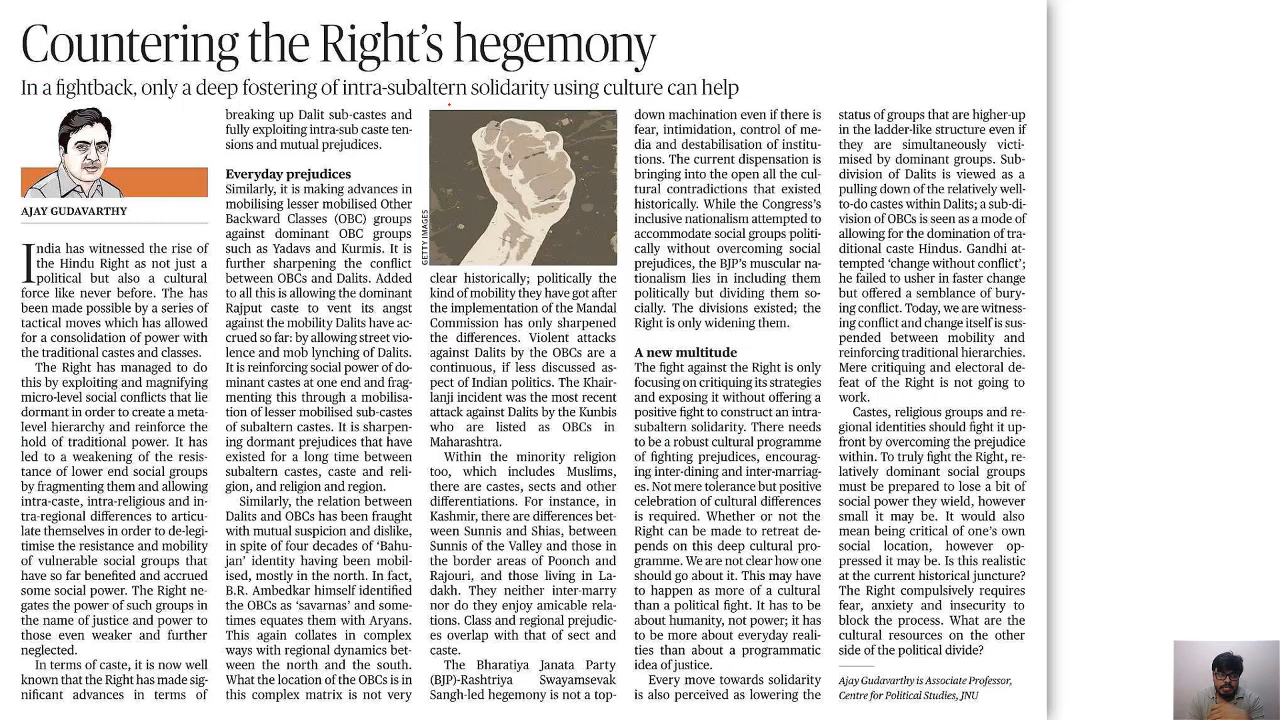 Countering the Right's hegemony
In a fightback, only a deep fostering of intra-subaltern solidarity using culture can help
AJAY GUDAVARTHY
India has witnessed the rise of
the Hindu Right as not just a
political but also a cultural
force like never before. The has
been made possible by a series of
tactical moves which has allowed
for a consolidation of power with
the traditional castes and classes.
The Right has managed to do
this by exploiting and magnifying
micro-level social conflicts that lie
dormant in order to create a meta-
level hierarchy and reinforce the
hold of traditional power. It has
led to a weakening of the resis-
tance of lower end social groups
by fragmenting them and allowing
intra-caste, intra-religious and in-
tra-regional differences to articu-
late themselves in order to de-legi-
timise the resistance and mobility
of vulnerable social groups that
have so far benefited and accrued
some social power. The Right ne-
gates the power of such groups in
the name of justice and power to
those even weaker and further
neglected.
In terms of caste, it is now well
known that the Right has made sig-
nificant advances in terms of
breaking up Dalit sub-castes and
fully exploiting intra-sub caste ten-
sions and mutual prejudices.
Everyday prejudices
Similarly, it is making advances in
mobilising lesser mobilised Other
Backward Classes (OBC) groups
against dominant OBC groups
such as Yadavs and Kurmis. It is
further sharpening the conflict
between OBCs and Dalits. Added
to all this is allowing the dominant
Rajput caste to vent its angst
against the mobility Dalits have ac-
crued so far: by allowing street vio-
lence and mob lynching of Dalits.
It is reinforcing social power of do-
minant castes at one end and frag-
menting this through a mobilisa-
tion of lesser mobilised sub-castes
of subaltern castes. It is sharpen-
ing dormant prejudices that have
existed for a long time between
subaltern castes, caste and reli-
gion, and religion and region.
Similarly, the relation between
Dalits and OBCs has been fraught
with mutual suspicion and dislike,
in spite of four decades of 'Bahu-
jan' identity having been mobil-
ised, mostly in the north. In fact,
B.R. Ambedkar himself identified
the OBCs as 'savarnas' and some-
times equates them with Aryans.
This again collates in complex
ways with regional dynamics bet-
ween the north and the south.
What the location of the OBCs is in
this complex matrix is not very
GETTY IMAGES
clear historically; politically the
kind of mobility they have got after
the implementation of the Mandal
Commission has only sharpened
the differences. Violent attacks
against Dalits by the OBCs are a
continuous, if less discussed as-
pect of Indian politics. The Khair-
lanji incident was the most recent
attack against Dalits by the Kunbis
who are listed as OBCs in
Maharashtra.
Within the minority religion
too, which includes Muslims,
there are castes, sects and other
differentiations. For instance, in
Kashmir, there are differences bet-
ween Sunnis and Shias, between
Sunnis of the Valley and those in
the border areas of Poonch and
Rajouri, and those living in La-
dakh. They neither inter-marry
nor do they enjoy amicable rela-
tions. Class and regional prejudic-
es overlap with that of sect and
caste.
The Bharatiya Janata Party
(BJP)-Rashtriya Swayamsevak
Sangh-led hegemony is not a top-
down machination even if there is
fear, intimidation, control of me-
dia and destabilisation of institu-
tions. The current dispensation is
bringing into the open all the cul-
tural contradictions that existed
historically. While the Congress's
inclusive nationalism attempted to
accommodate social groups politi-
cally without overcoming social
prejudices, the BJP's muscular na-
tionalism lies in including them
politically but dividing them so-
cially. The divisions existed; the
Right is only widening them.
A new multitude
The fight against the Right is only
focusing on critiquing its strategies
and exposing it without offering a
positive fight to construct an intra-
subaltern solidarity. There needs
to be a robust cultural programme
of fighting prejudices, encourag-
ing inter-dining and inter-marriag-
es. Not mere tolerance but positive
celebration of cultural differences
is required. Whether or not the
Right can be made to retreat de-
pends on this deep cultural pro-
gramme. We are not clear how one
should go about it. This may have
to happen as more of a cultural
than a political fight. It has to be
about humanity, not power; it has
to be more about everyday reali-
ties than about a programmatic
idea of justice.
Every move towards solidarity
is also perceived as lowering the
status of groups that are higher-up
in the ladder-like structure even if
they are simultaneously victi-
mised by dominant groups. Sub-
division of Dalits is viewed as a
pulling down of the relatively well-
to-do castes within Dalits; a sub-di-
vision of OBCs is seen as a mode of
allowing for the domination of tra-
ditional caste Hindus. Gandhi at-
tempted 'change without conflict';
he failed to usher in faster change
but offered a semblance of bury-
ing conflict. Today, we are witness-
ing conflict and change itself is sus-
pended between mobility and
reinforcing traditional hierarchies.
Mere critiquing and electoral de-
feat of the Right is not going to
work.
Castes, religious groups and re-
gional identities should fight it up-
front by overcoming the prejudice
within. To truly fight the Right, re-
latively dominant social groups
must be prepared to lose a bit of
social power they wield, however
small it may be. It would also
mean being critical of one's own
social location, however op-
pressed it may be. Is this realistic
at the current historical juncture?
The Right compulsively requires
fear, anxiety and insecurity to
block the process. What are the
cultural resources on the other
side of the political divide?
Ajay Gudavarthy is Associate Professor,
Centre for Political Studies, JNU